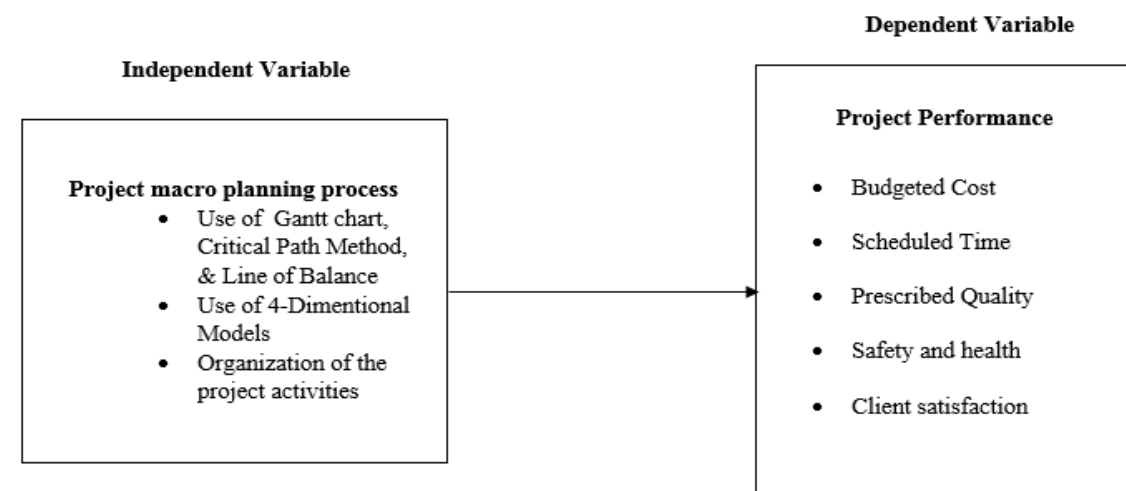 Dependent Variable
Independent Variable
Project macro planning process
• Use of Gantt chart,
Critical Path Method,
& Line of Balance
• Use of 4-Dimentional
Models
• Organization of the
project activities
Project Performance
• Budgeted Cost
• Scheduled Time
• Prescribed Quality
• Safety and health
• Client satisfaction